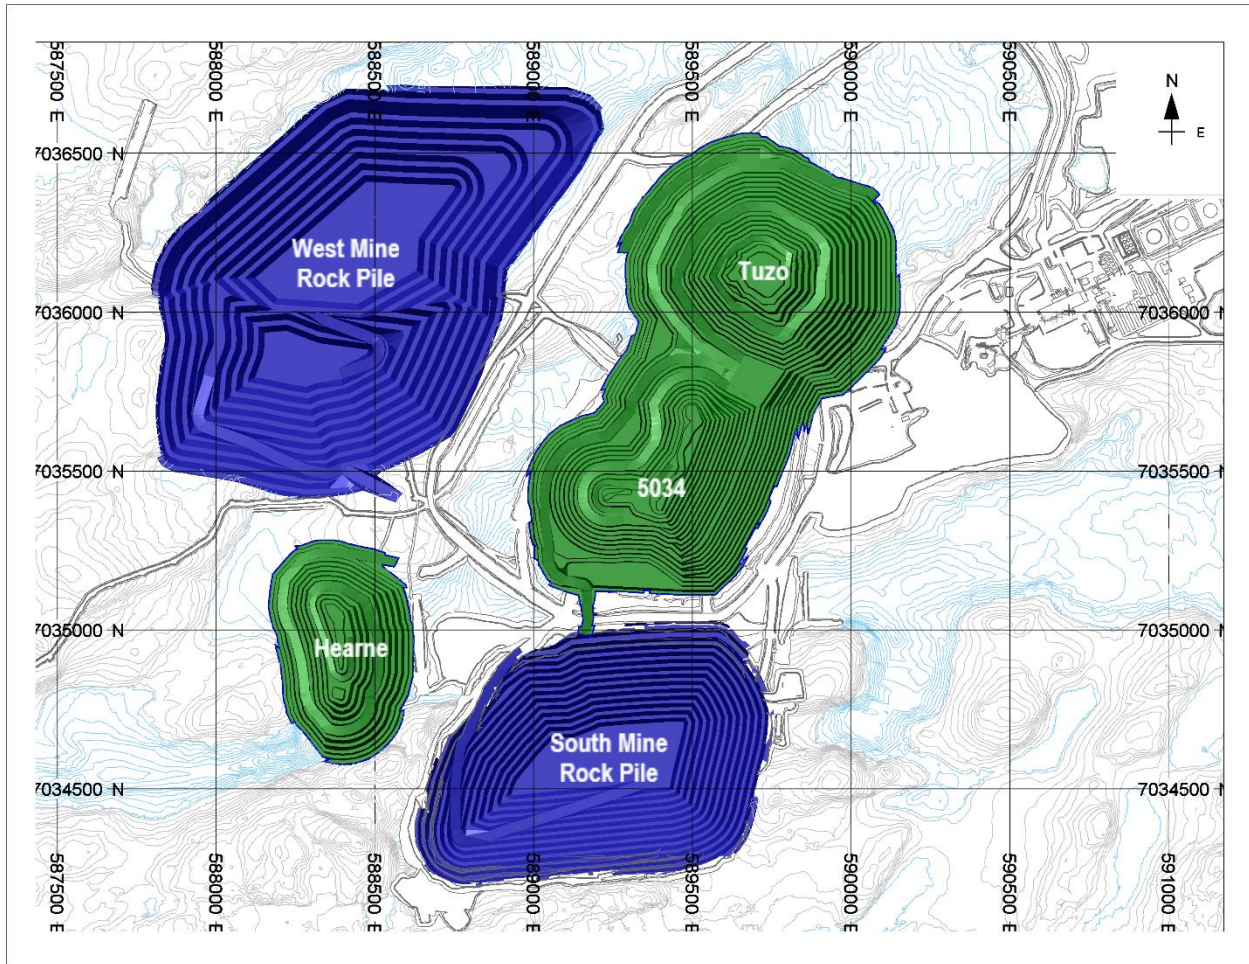 587500 E
588000 E
588500 E
589000 E
589500 E
590000 E
590500 E
N
E
7036500 N
West Mine
Rock Pile
Tuzo
7036000 N
7036000 N
7035500 N
5034
7035500 N
7035000 N
Hearne
7035000 N
South Mine
Rock Pile
7034500 N
7034500 N
587500 E
588000 E
588500 E
589000 E
589500 E
590000 E
590500 E
591000 E